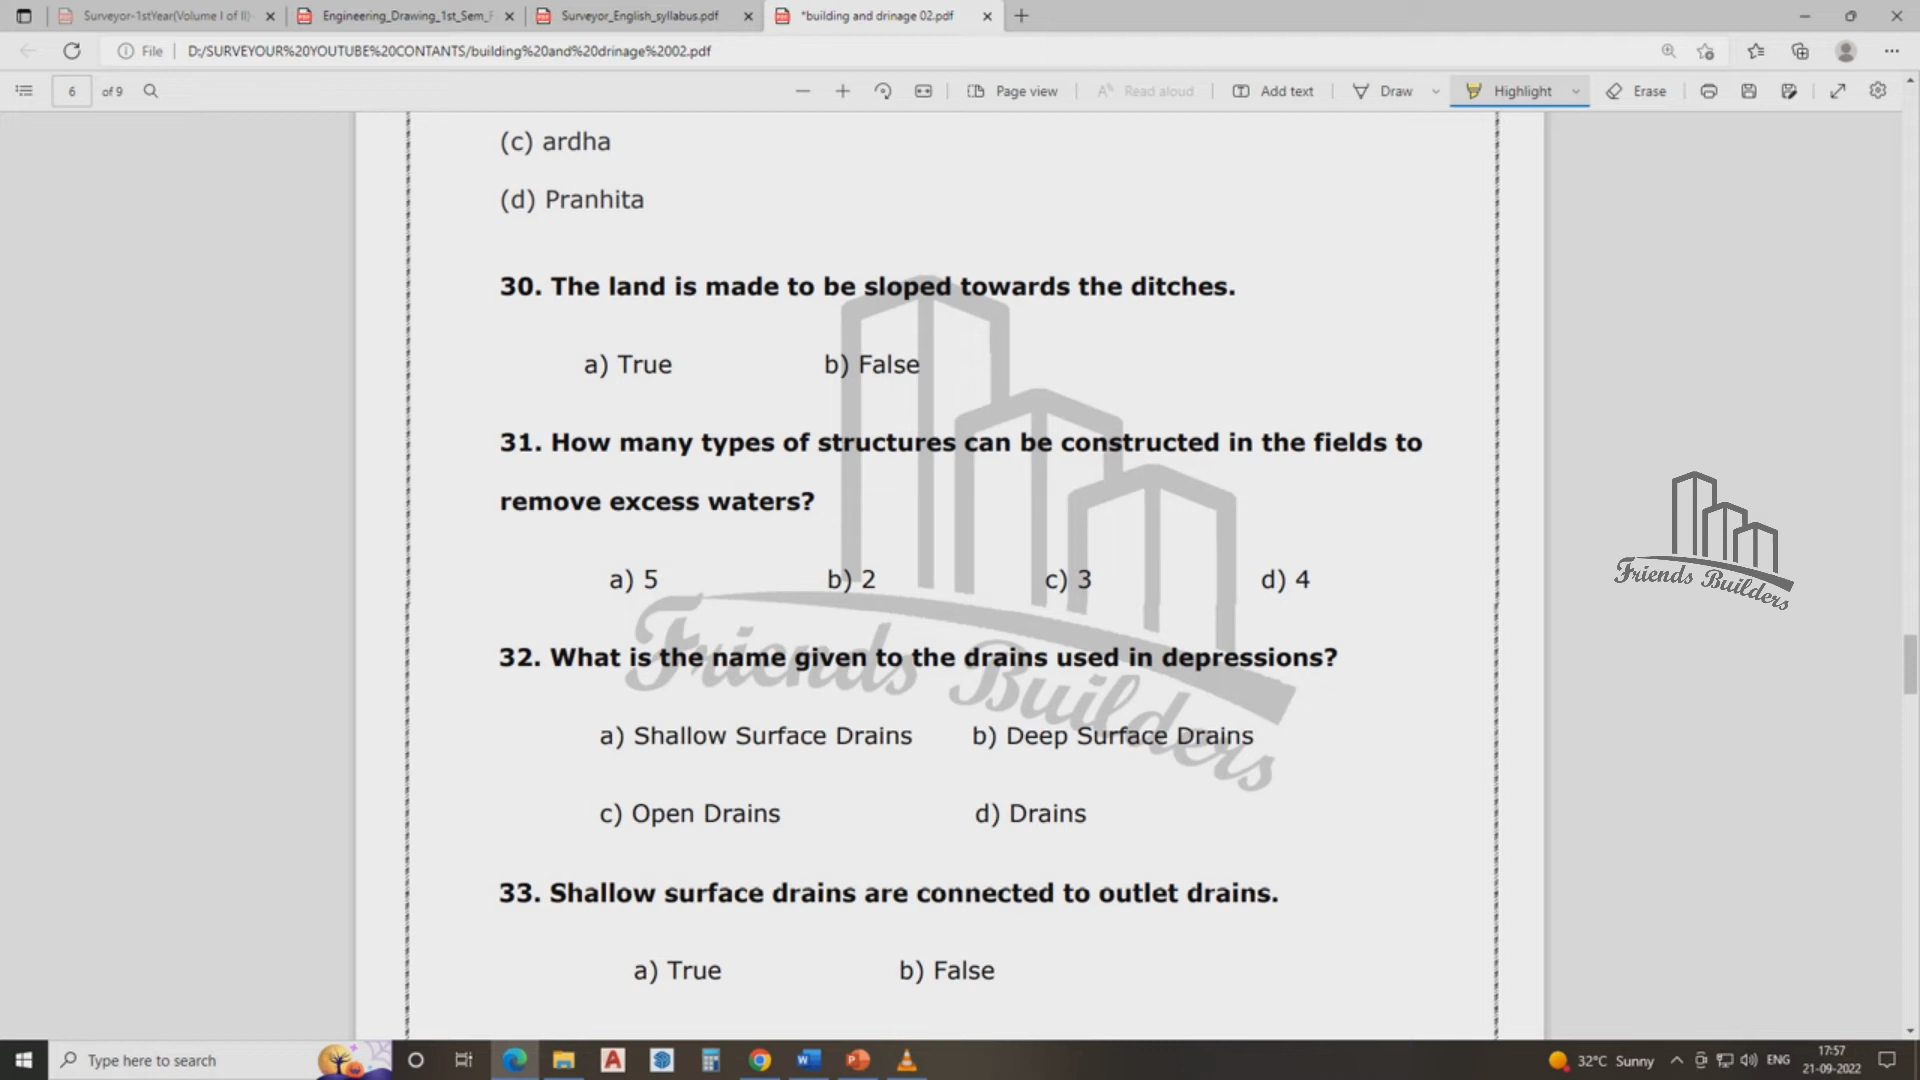 Surveyor-1stYear(Volume I of II)-
Engineering_Drawing_1st_Sem_F
Surveyor_English_syllabus.pdf
*building and drinage 02.pdf
File
D:/SURVEYOUR%20YOUTUBE%20CONTANTS/building%20and%20drinage%2002.pdf
6 of 9
Page view
Read aloud
Add text
Draw
Highlight
Erase
(c) ardha
(d) Pranhita
30. The land is made to be sloped towards the ditches.
a) True b) False
31. How many types of structures can be constructed in the fields to
remove excess waters?
a) 5 b) 2 c) 3 d) 4
32. What is the name given to the drains used in depressions?
a) Shallow Surface Drains b) Deep Surface Drains
c) Open Drains d) Drains
33. Shallow surface drains are connected to outlet drains.
a) True b) False
Friends Builders
Friends Builders
Type here to search
32°C Sunny
ENG
17:57
21-09-2022